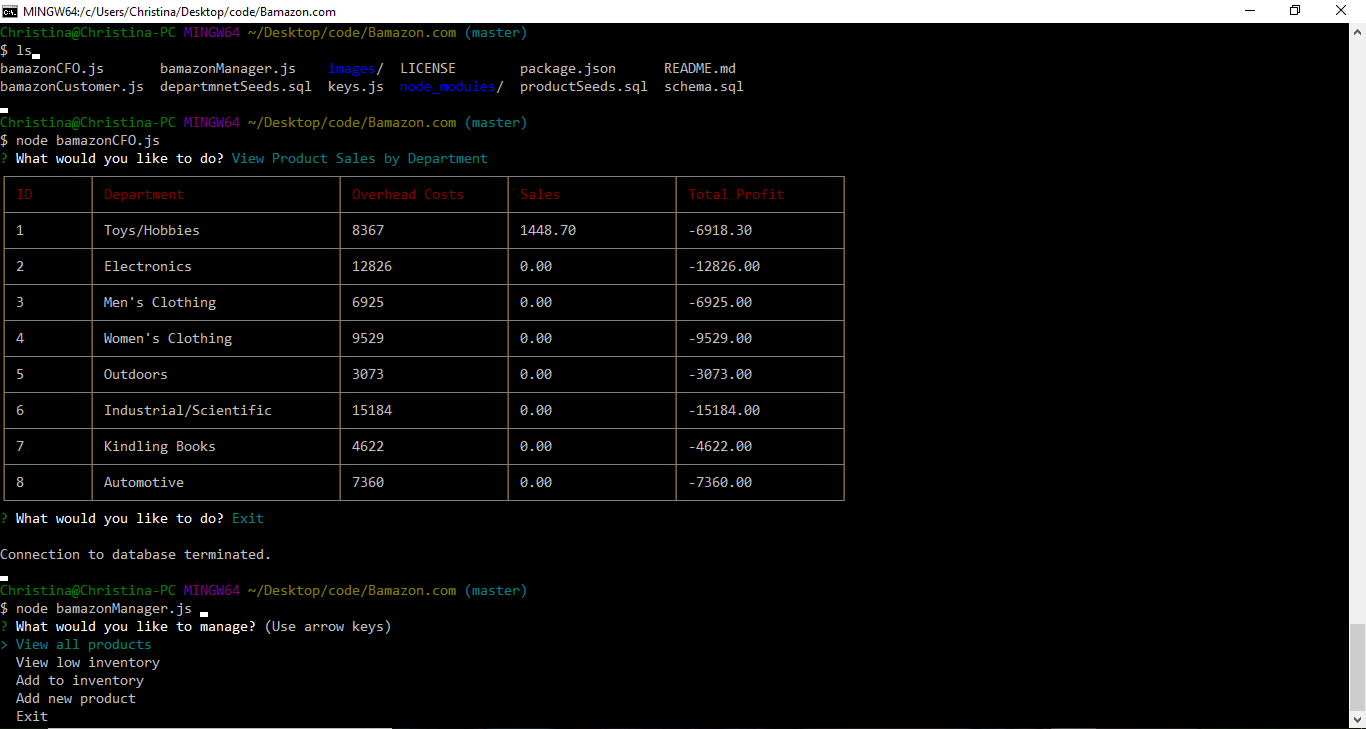 MINGW64:/c/Users/Christina/Desktop/code/Bamazon.com
Christina@Christina-PC MINGW64 ~/Desktop/code/Bamazon.com (master)
$ ls
bamazonCFO.js bamazonManager.js images/ LICENSE package.json README.md
bamazonCustomer.js departmnetSeeds.sql keys.js node_modules/ productSeeds.sql schema.sql
Christina@Christina-PC MINGW64 ~/Desktop/code/Bamazon.com (master)
$ node bamazonCFO.js
? What would you like to do? View Product Sales by Department
ID Department Overhead Costs Sales Total Profit
1 Toys/Hobbies 8367 1448.70 -6918.30
2 Electronics 12826 0.00 -12826.00
3 Men's Clothing 6925 0.00 -6925.00
4 Women's Clothing 9529 0.00 -9529.00
5 Outdoors 3073 0.00 -3073.00
6 Industrial/Scientific 15184 0.00 -15184.00
7 Kindling Books 4622 0.00 -4622.00
8 Automotive 7360 0.00 -7360.00
? What would you like to do? Exit
Connection to database terminated.
Christina@Christina-PC MINGW64 ~/Desktop/code/Bamazon.com (master)
$ node bamazonManager.js
? What would you like to manage? (Use arrow keys)
> View all products
View low inventory
Add to inventory
Add new product
Exit